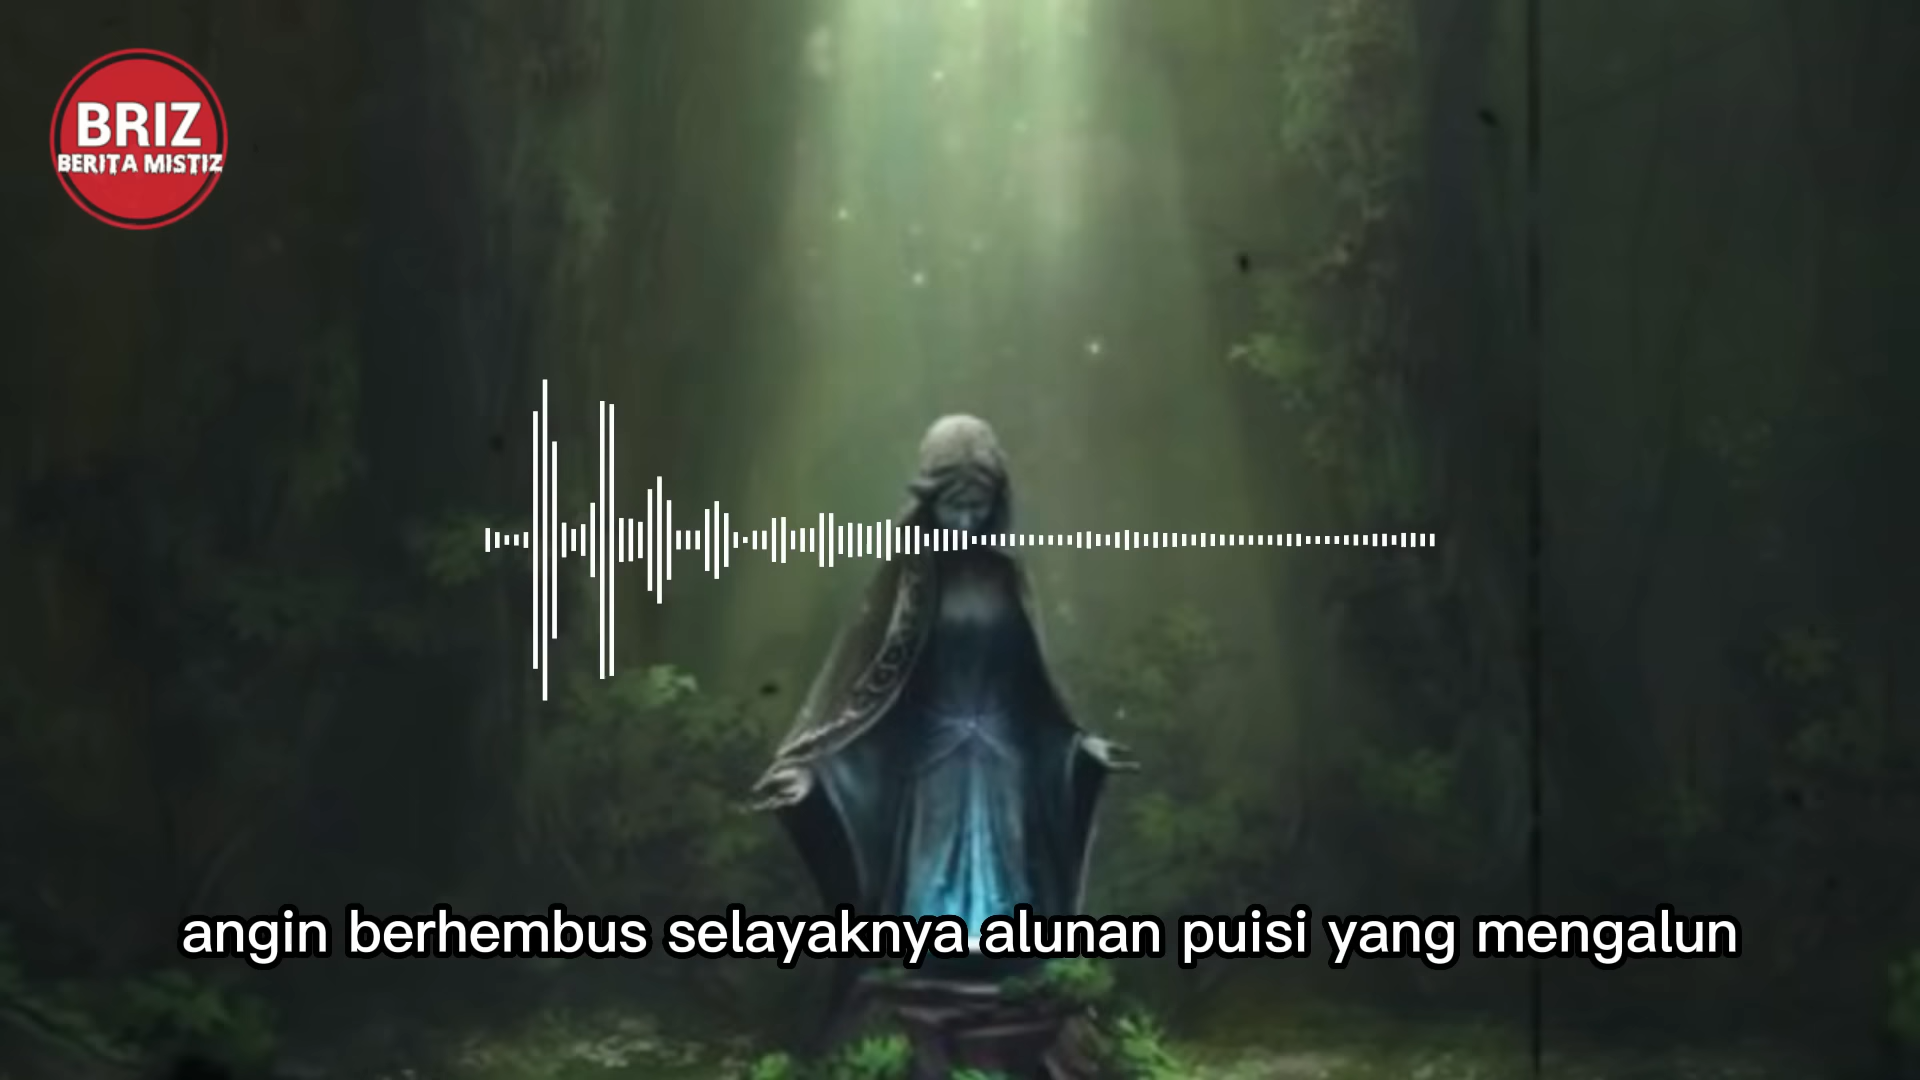 BRIZ
BERITA MISTIZ
angin berhembus selayaknya alunan puisi yang mengalun